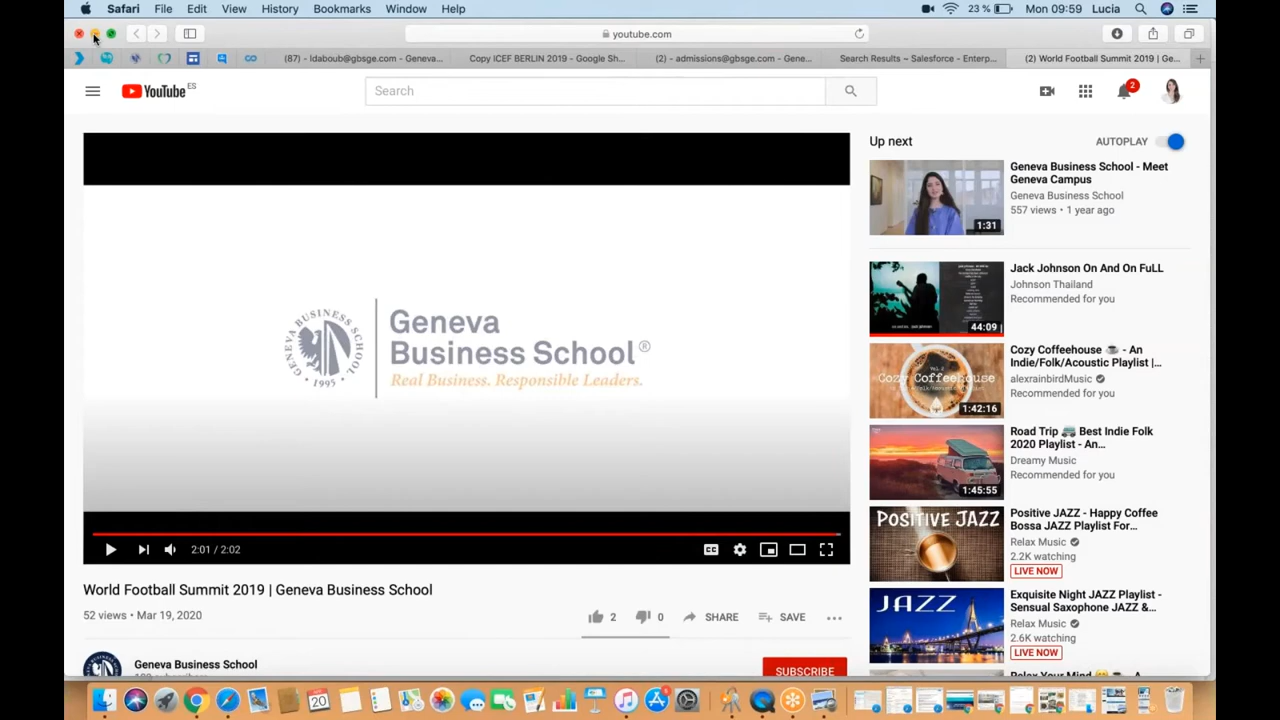 Safari File Edit View History Bookmarks Window Help 23 % Mon 09:59 Lucia
youtube.com
(87) - ldaboub@gbsge.com - Geneva... Copy ICEF BERLIN 2019 - Google Sh... (2) - admissions@gbsge.com - Gene... Search Results ~ Salesforce - Enterp... (2) World Football Summit 2019 | Ge...
YouTube ES Search 2
Up next AUTOPLAY
GENEVA BUSINESS SCHOOL
1995
Geneva
Business School®
Real Business. Responsible Leaders.
2:01 / 2:02
World Football Summit 2019 | Geneva Business School
52 views • Mar 19, 2020
2 0 SHARE SAVE
Geneva Business School
SUBSCRIBE
1:31
Geneva Business School - Meet
Geneva Campus
Geneva Business School
557 views • 1 year ago
44:09
Jack Johnson On And On FuLL
Johnson Thailand
Recommended for you
Cozy Coffeehouse
1:42:16
Cozy Coffeehouse ☕ - An
Indie/Folk/Acoustic Playlist |...
alexrainbirdMusic
Recommended for you
1:45:55
Road Trip 🚐 Best Indie Folk
2020 Playlist - An...
Dreamy Music
Recommended for you
POSITIVE JAZZ
Positive JAZZ - Happy Coffee
Bossa JAZZ Playlist For...
Relax Music
2.2K watching
LIVE NOW
JAZZ
Exquisite Night JAZZ Playlist -
Sensual Saxophone JAZZ &...
Relax Music
2.6K watching
LIVE NOW
20